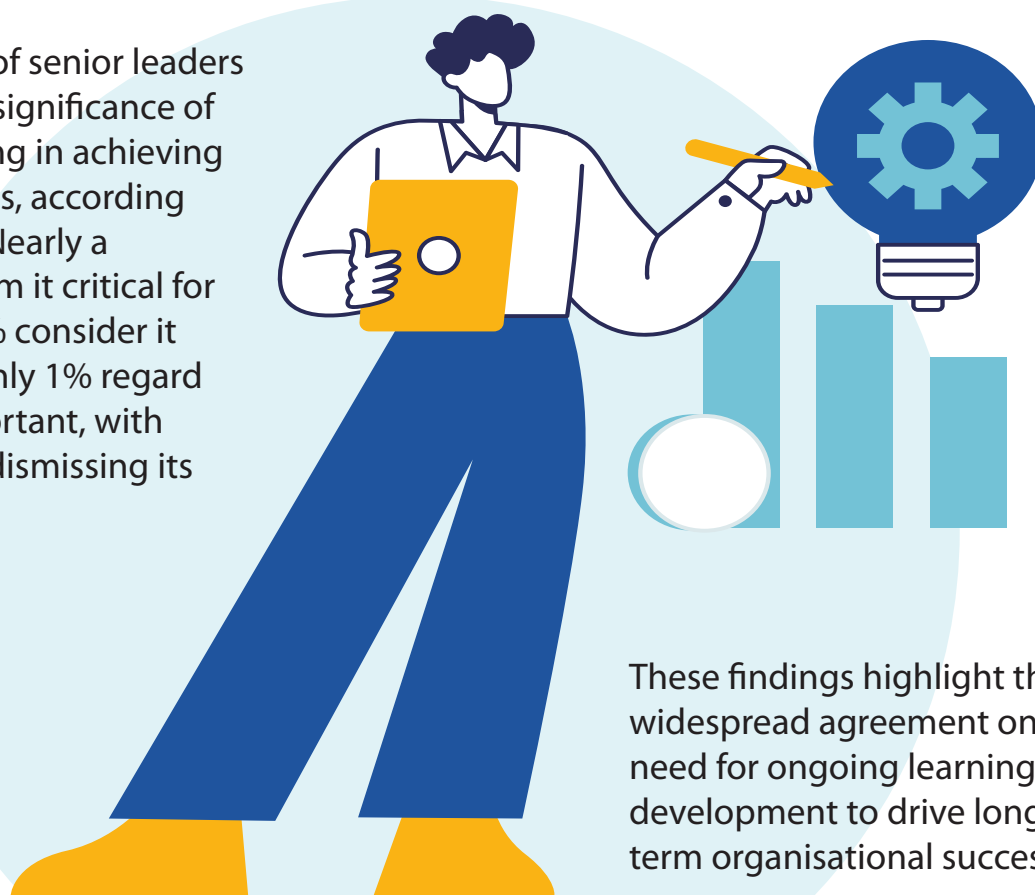 of senior leaders
significance of
ng in achieving
s, according
Nearly a
m it critical for
% consider it
nly 1% regard
ortant, with
dismissing its
These findings highlight th
widespread agreement on
need for ongoing learning
development to drive long
term organisational succes